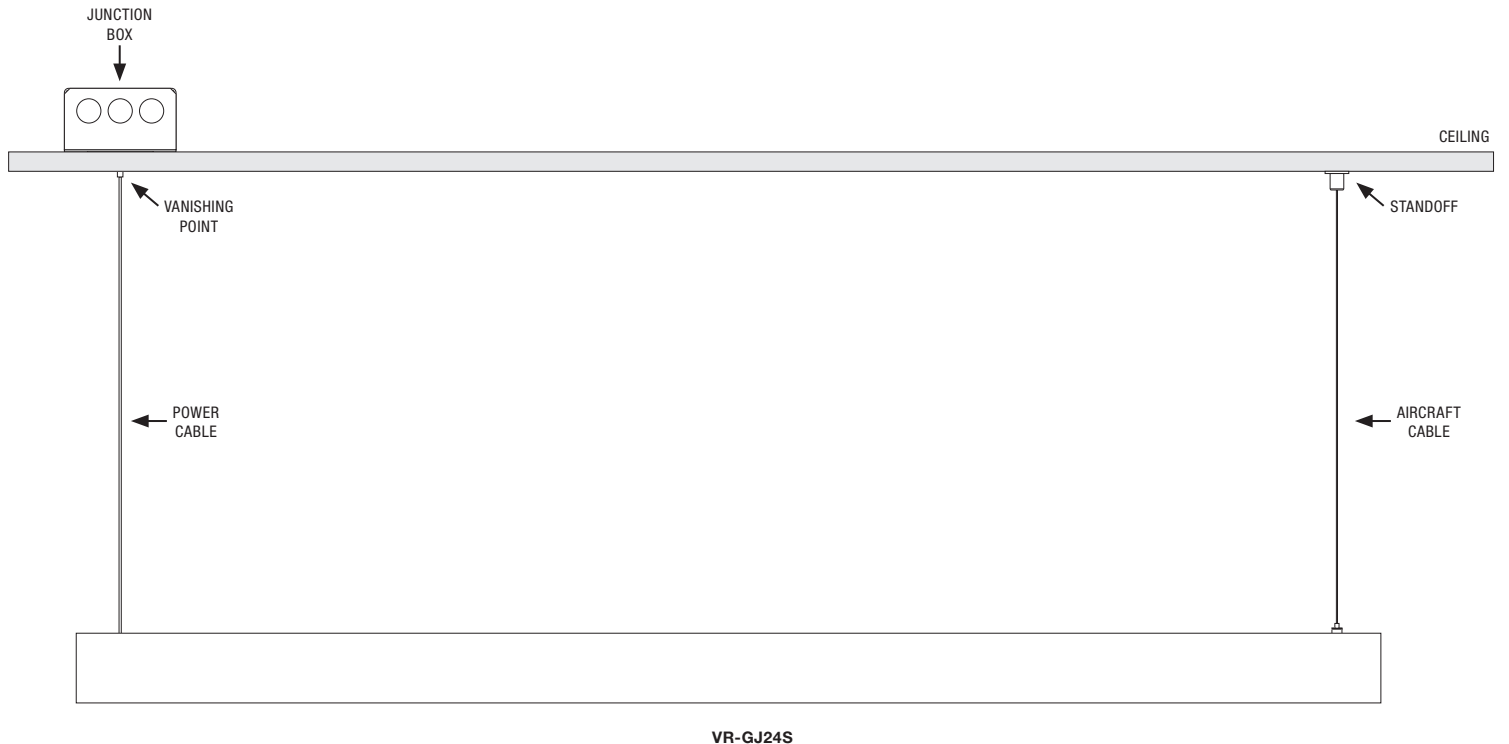 JUNCTION
BOX
CEILING
VANISHING
POINT
STANDOFF
POWER
CABLE
AIRCRAFT
CABLE
VR-GJ24S